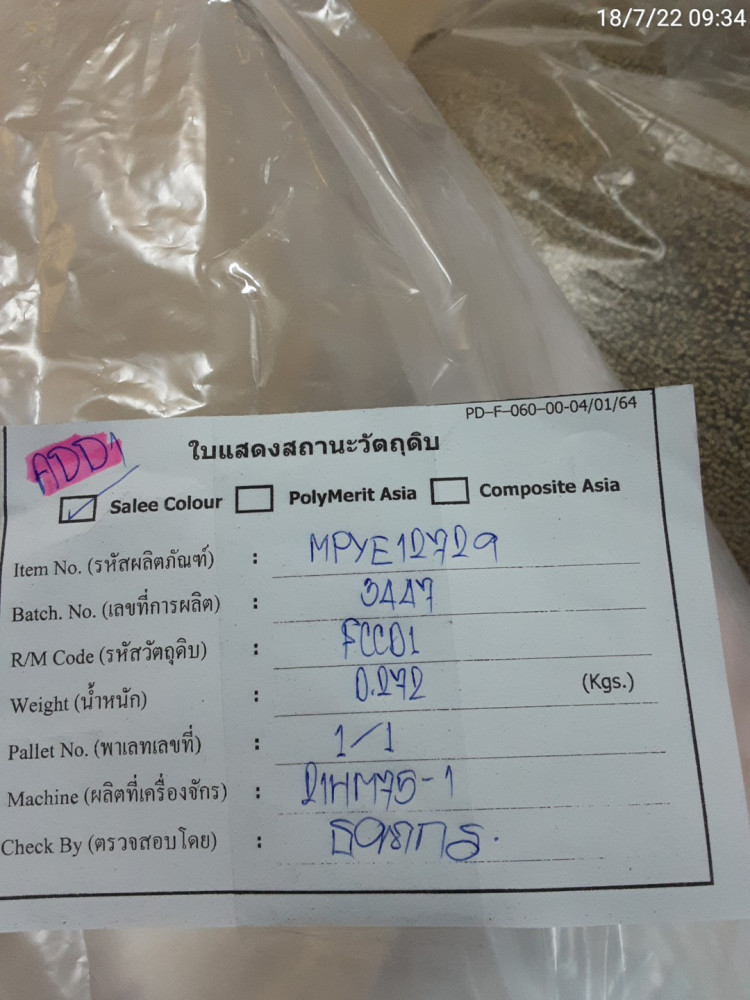 18/7/22 09:34
PD-F-060-00-04/01/64
ADD1
ใบแสดงสถานะวัตถุดิบ
Salee Colour PolyMerit Asia Composite Asia
Item No. (รหัสผลิตภัณฑ์) : MPYE12729
Batch. No. (เลขที่การผลิต) : 3447
R/M Code (รหัสวัตถุดิบ) : FCC01
Weight (น้ำหนัก) : 0.272 (Kgs.)
Pallet No. (พาเลทเลขที่) : 1/1
Machine (ผลิตที่เครื่องจักร) : 21HM75-1
Check By (ตรวจสอบโดย) :